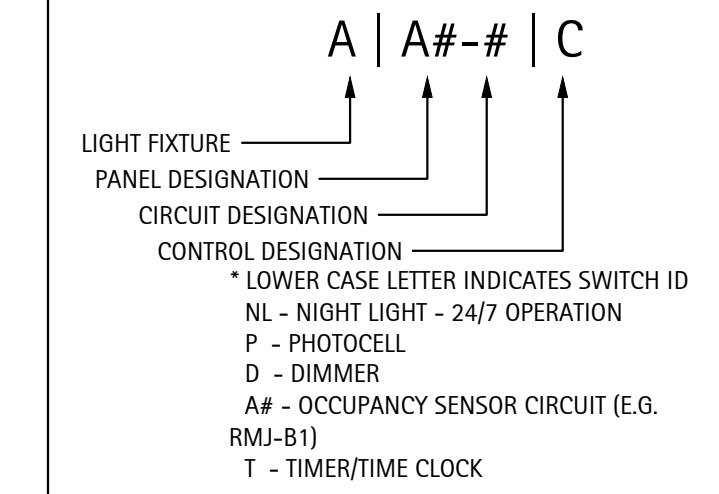 A | A#-# | C
LIGHT FIXTURE
PANEL DESIGNATION
CIRCUIT DESIGNATION
CONTROL DESIGNATION
* LOWER CASE LETTER INDICATES SWITCH ID
NL - NIGHT LIGHT - 24/7 OPERATION
P - PHOTOCELL
D - DIMMER
A# - OCCUPANCY SENSOR CIRCUIT (E.G.
RMJ-B1)
T - TIMER/TIME CLOCK